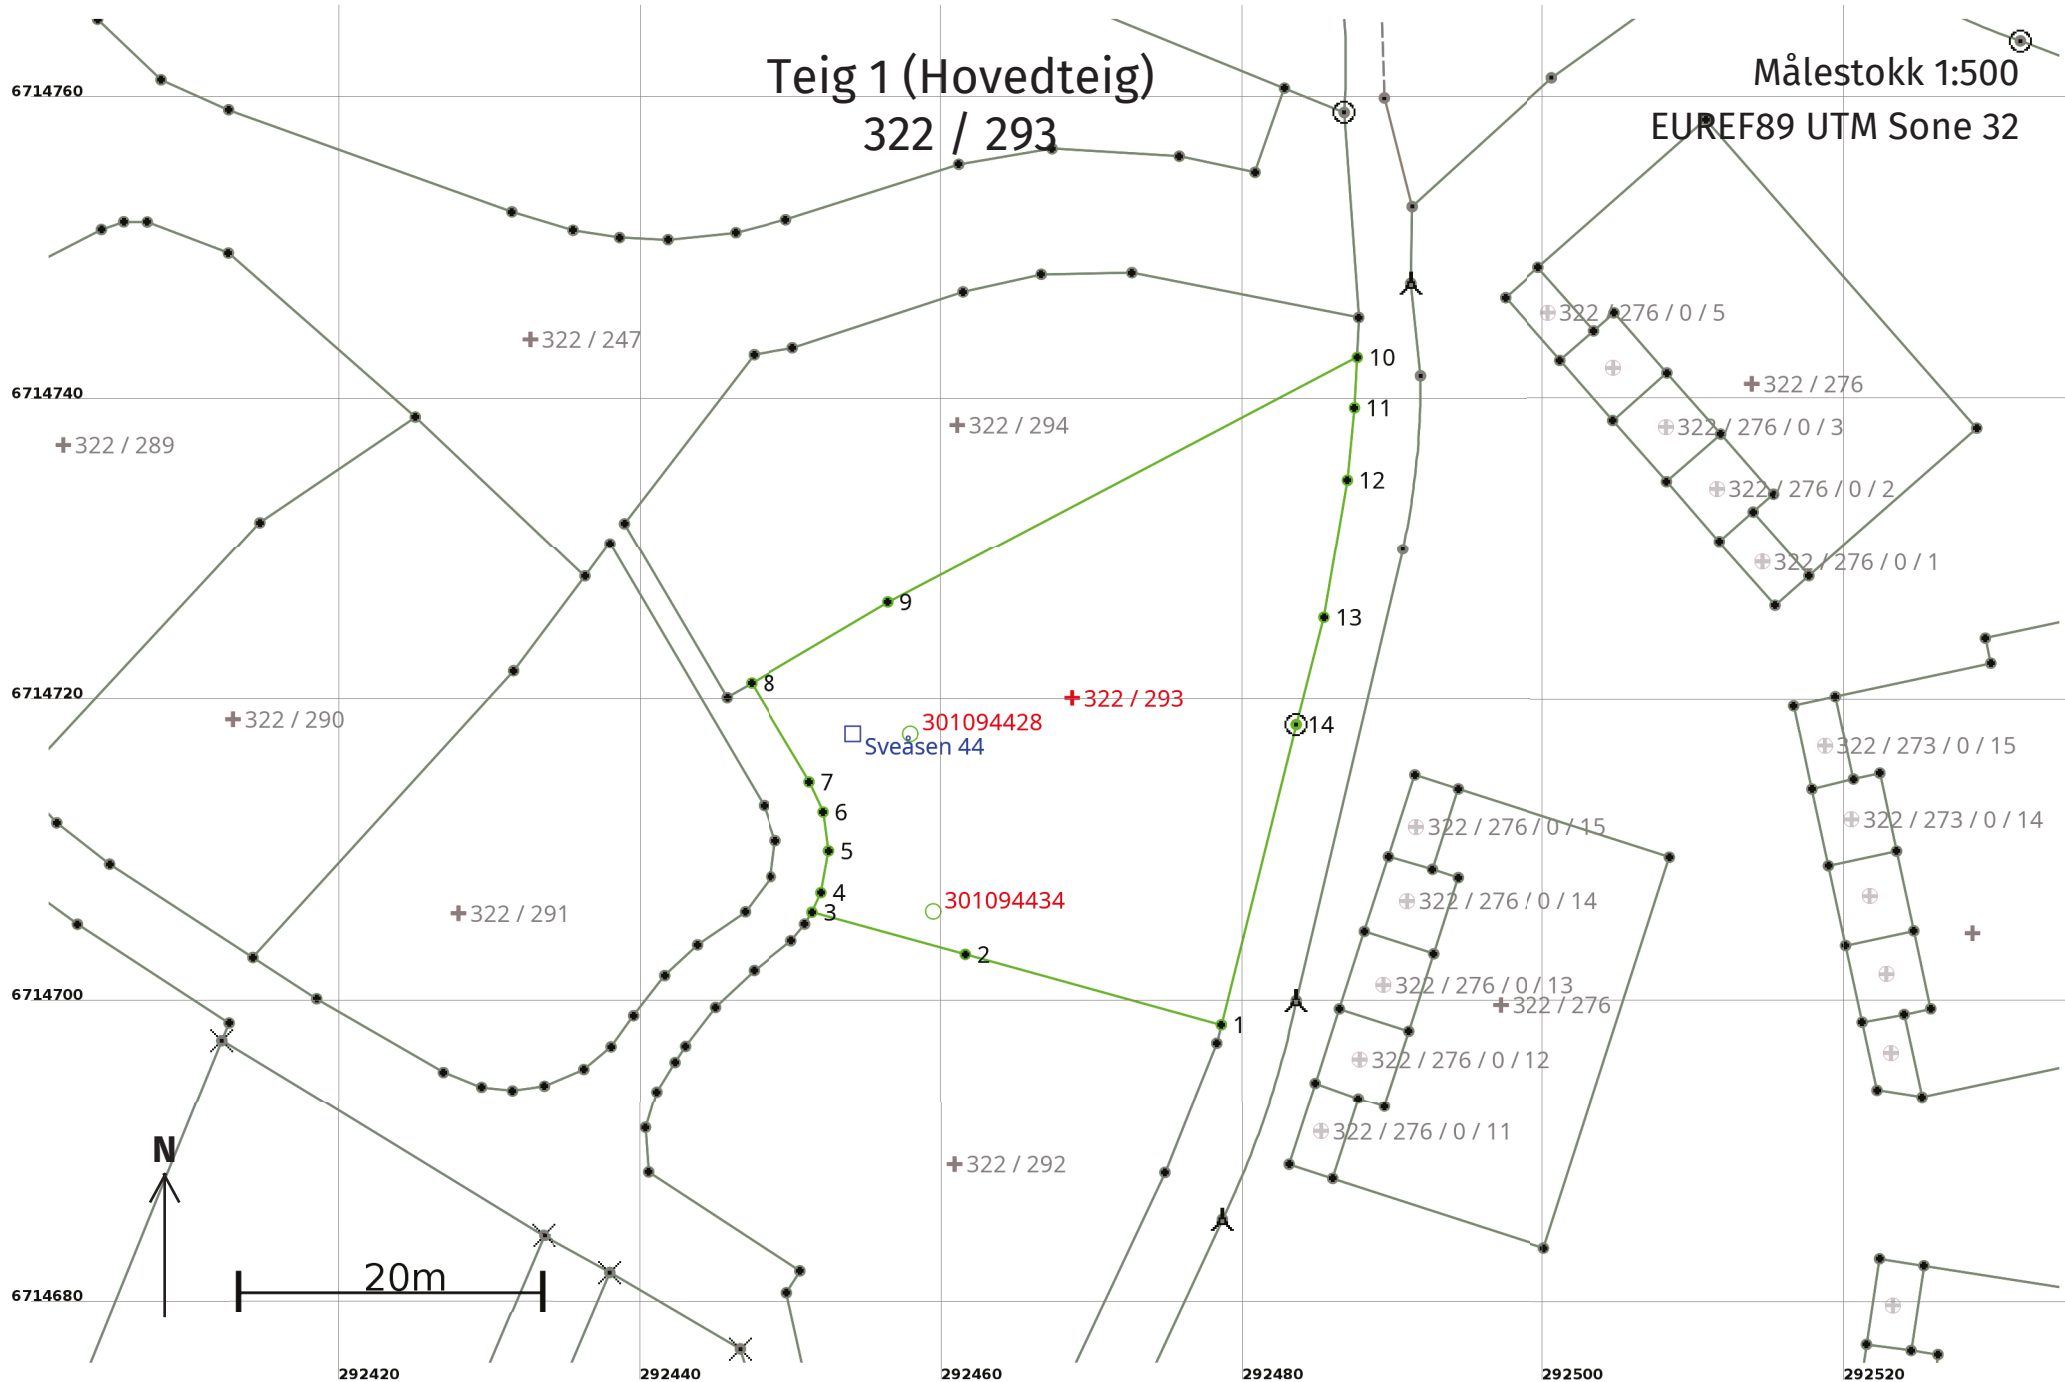 Teig 1 (Hovedteig)
322 / 293
Målestokk 1:500
EUREF89 UTM Sone 32
6714760
322 / 276 / 0 / 5
322 / 247
10
322 / 276
6714740
11
322 / 294
322 / 276 / 0 / 3
322 / 289
12
322 / 276 / 0 / 2
322 / 276 / 0 / 1
9
13
8
6714720
322 / 293
322 / 290
301094428
14
Sveåsen 44
322 / 273 / 0 / 15
7
6
322 / 276 / 0 / 15
322 / 273 / 0 / 14
5
4
301094434
322 / 276 / 0 / 14
3
322 / 291
2
322 / 276 / 0 / 13
6714700
322 / 276
1
322 / 276 / 0 / 12
322 / 276 / 0 / 11
N
322 / 292
20m
6714680
292420
292440
292460
292480
292500
292520